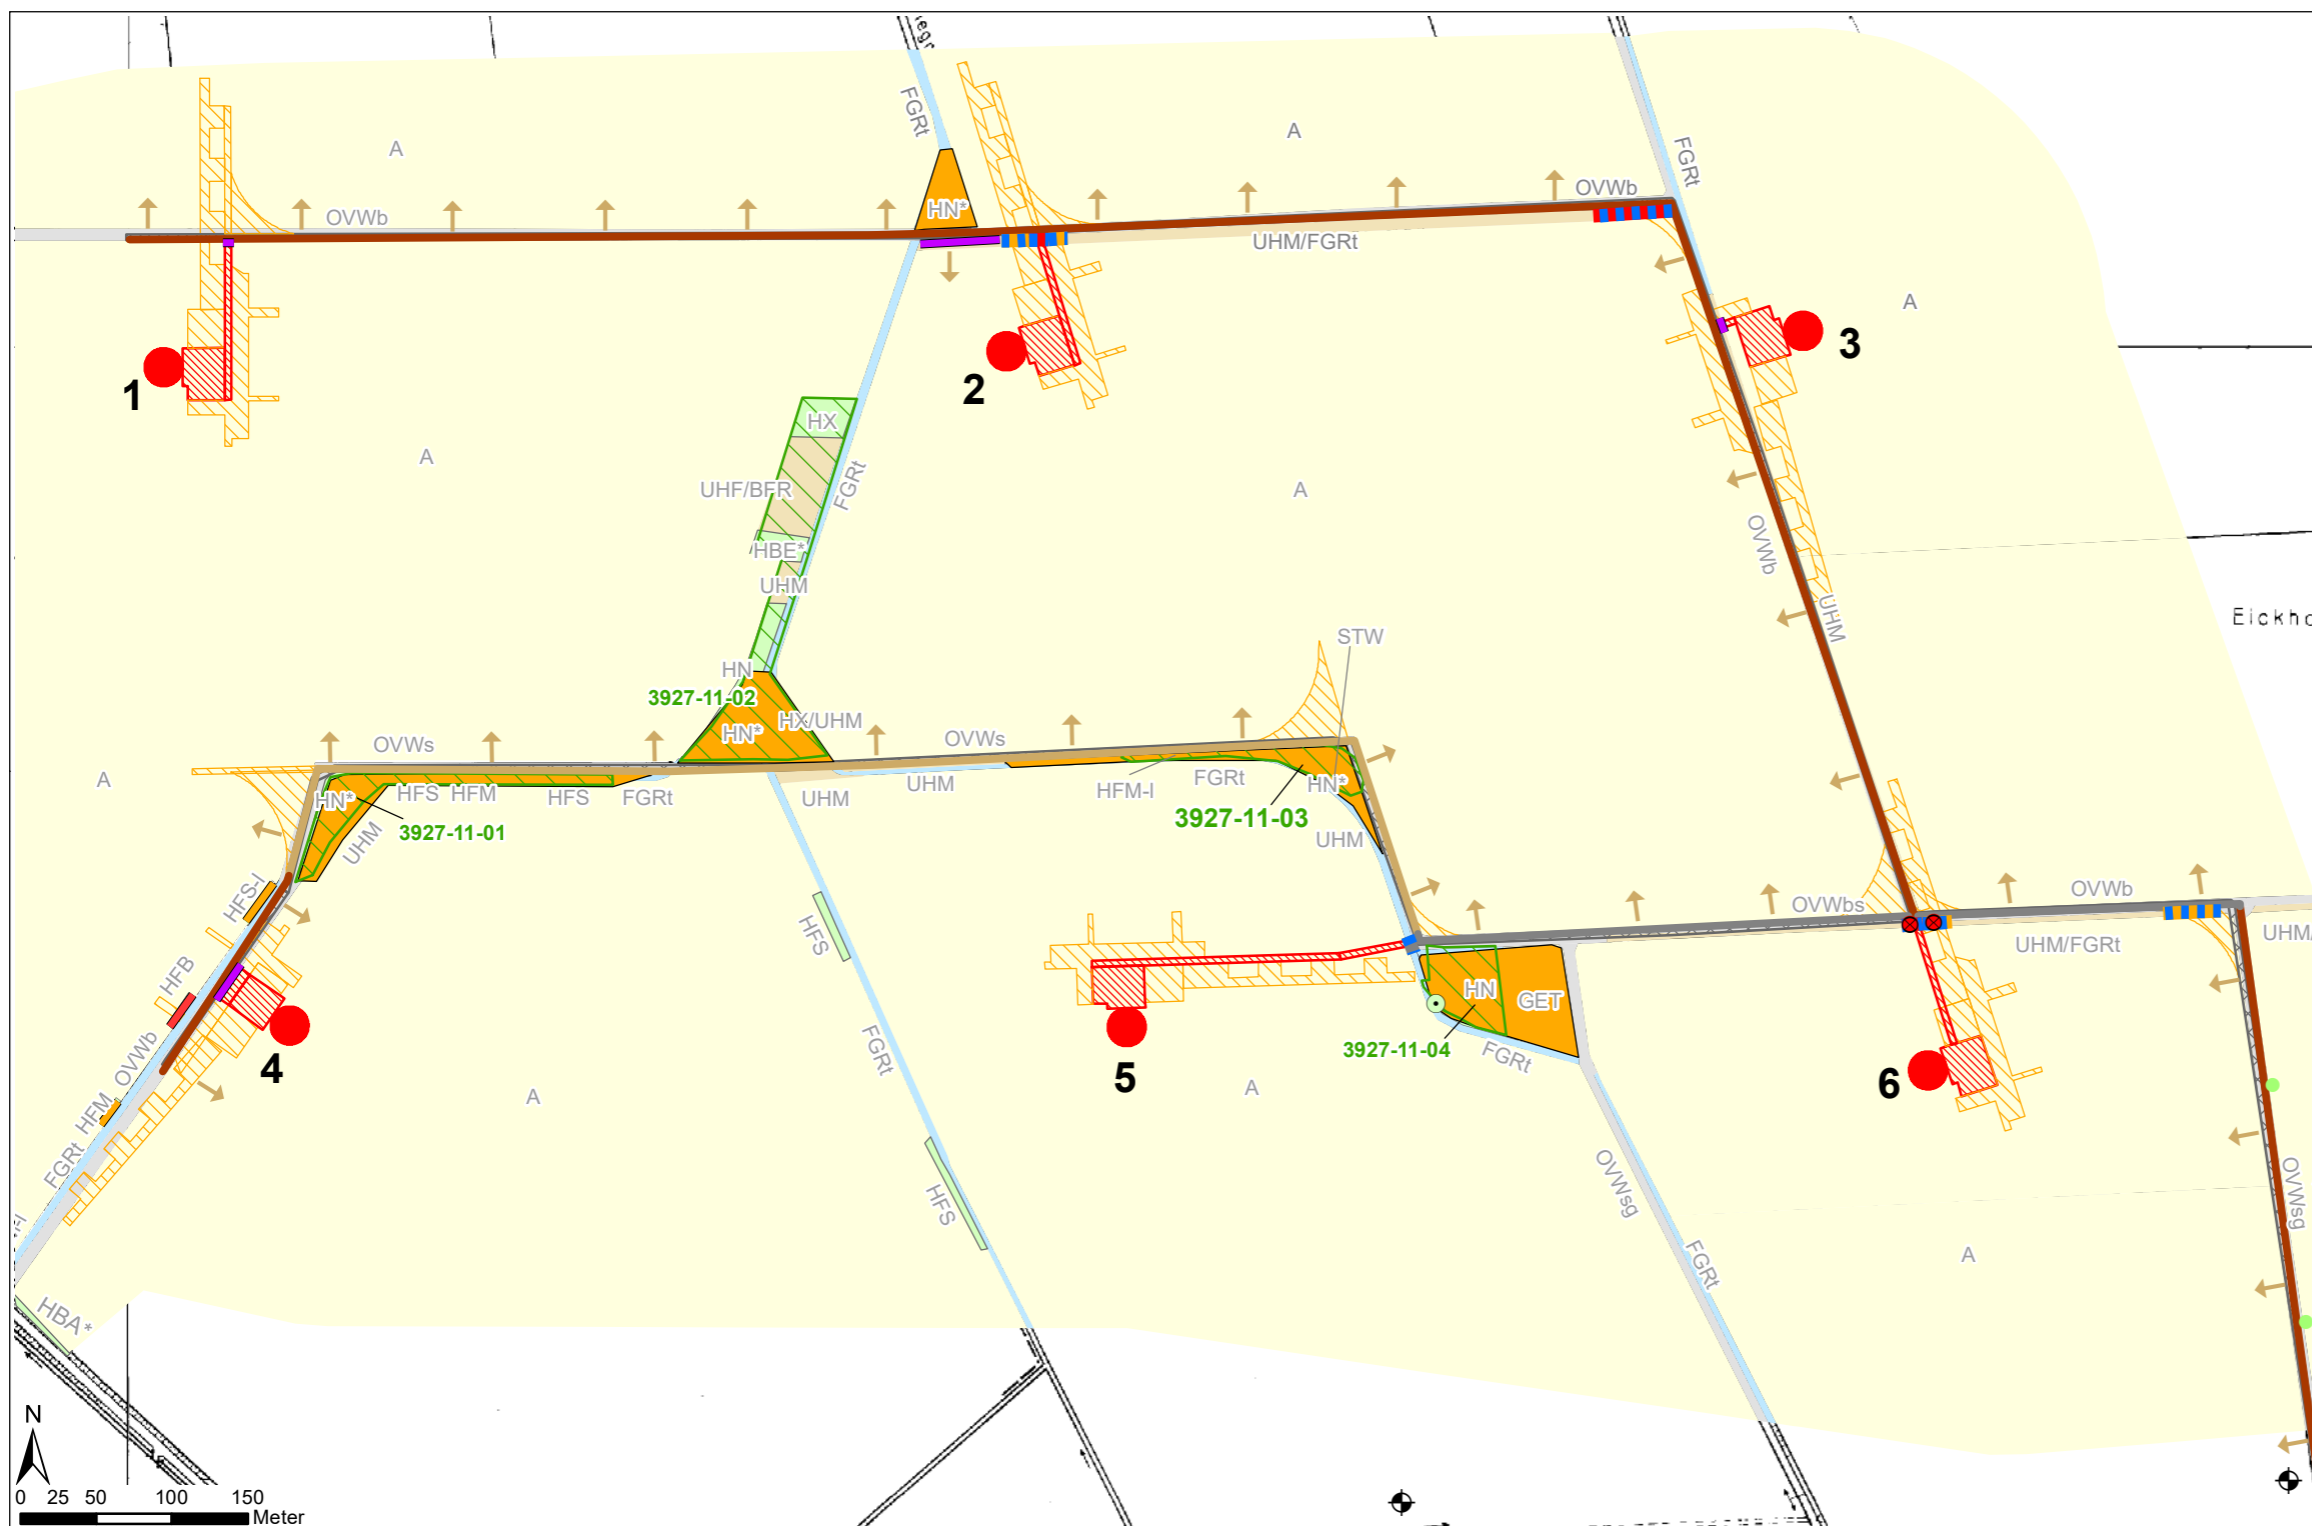 egr
FGRt
A
A
FGRt
OVWb
HN*
OVWb
UHM/FGRt
A
3
1
2
HX
A
UHF/BFR
FGRt
A
OVWb
HBE*
UHM
UHM
Eickho
STW
HN
3927-11-02
HX/UHM
HN*
OVWs
OVWs
A
HN*
HFS
HFM
HFS
FGRt
UHM
UHM
HFM-I
FGRt
HN*
3927-11-03
3927-11-01
UHM
UHM
HFS-I
OVWbs
OVWb
HFS
UHM/FGRt
UHM/
HFB
HN
GET
3927-11-04
FGRt
OVWb
4
5
6
FGRt
A
A
HFM
FGRt
OVWsg
OVWsg
HFS
-I
A
FGRt
HBA*
N
0 25 50 100 150
Meter